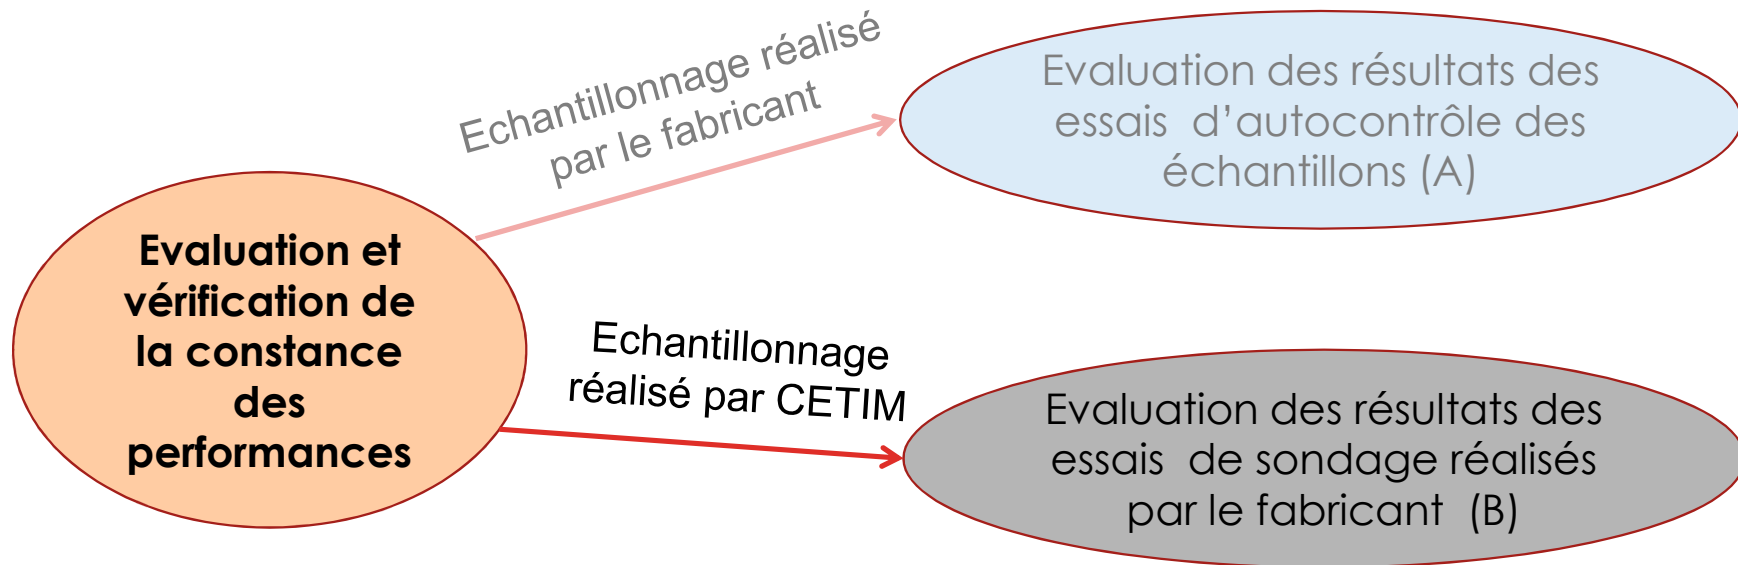 Echantillonnage réalisé
par le fabricant
Evaluation des résultats des
essais d’autocontrôle des
échantillons (A)
Evaluation et
vérification de
la constance
des
performances
Echantillonnage
réalisé par CETIM
Evaluation des résultats des
essais de sondage réalisés
par le fabricant (B)